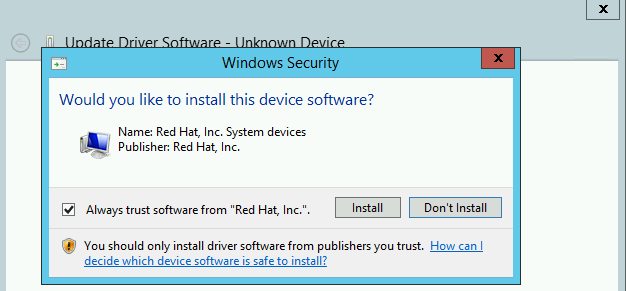 Update Driver Software - Unknown Device
Windows Security
Would you like to install this device software?
Name: Red Hat, Inc. System devices
Publisher: Red Hat, Inc.
Always trust software from "Red Hat, Inc.".
Install
Don't Install
You should only install driver software from publishers you trust. How can I
decide which device software is safe to install?